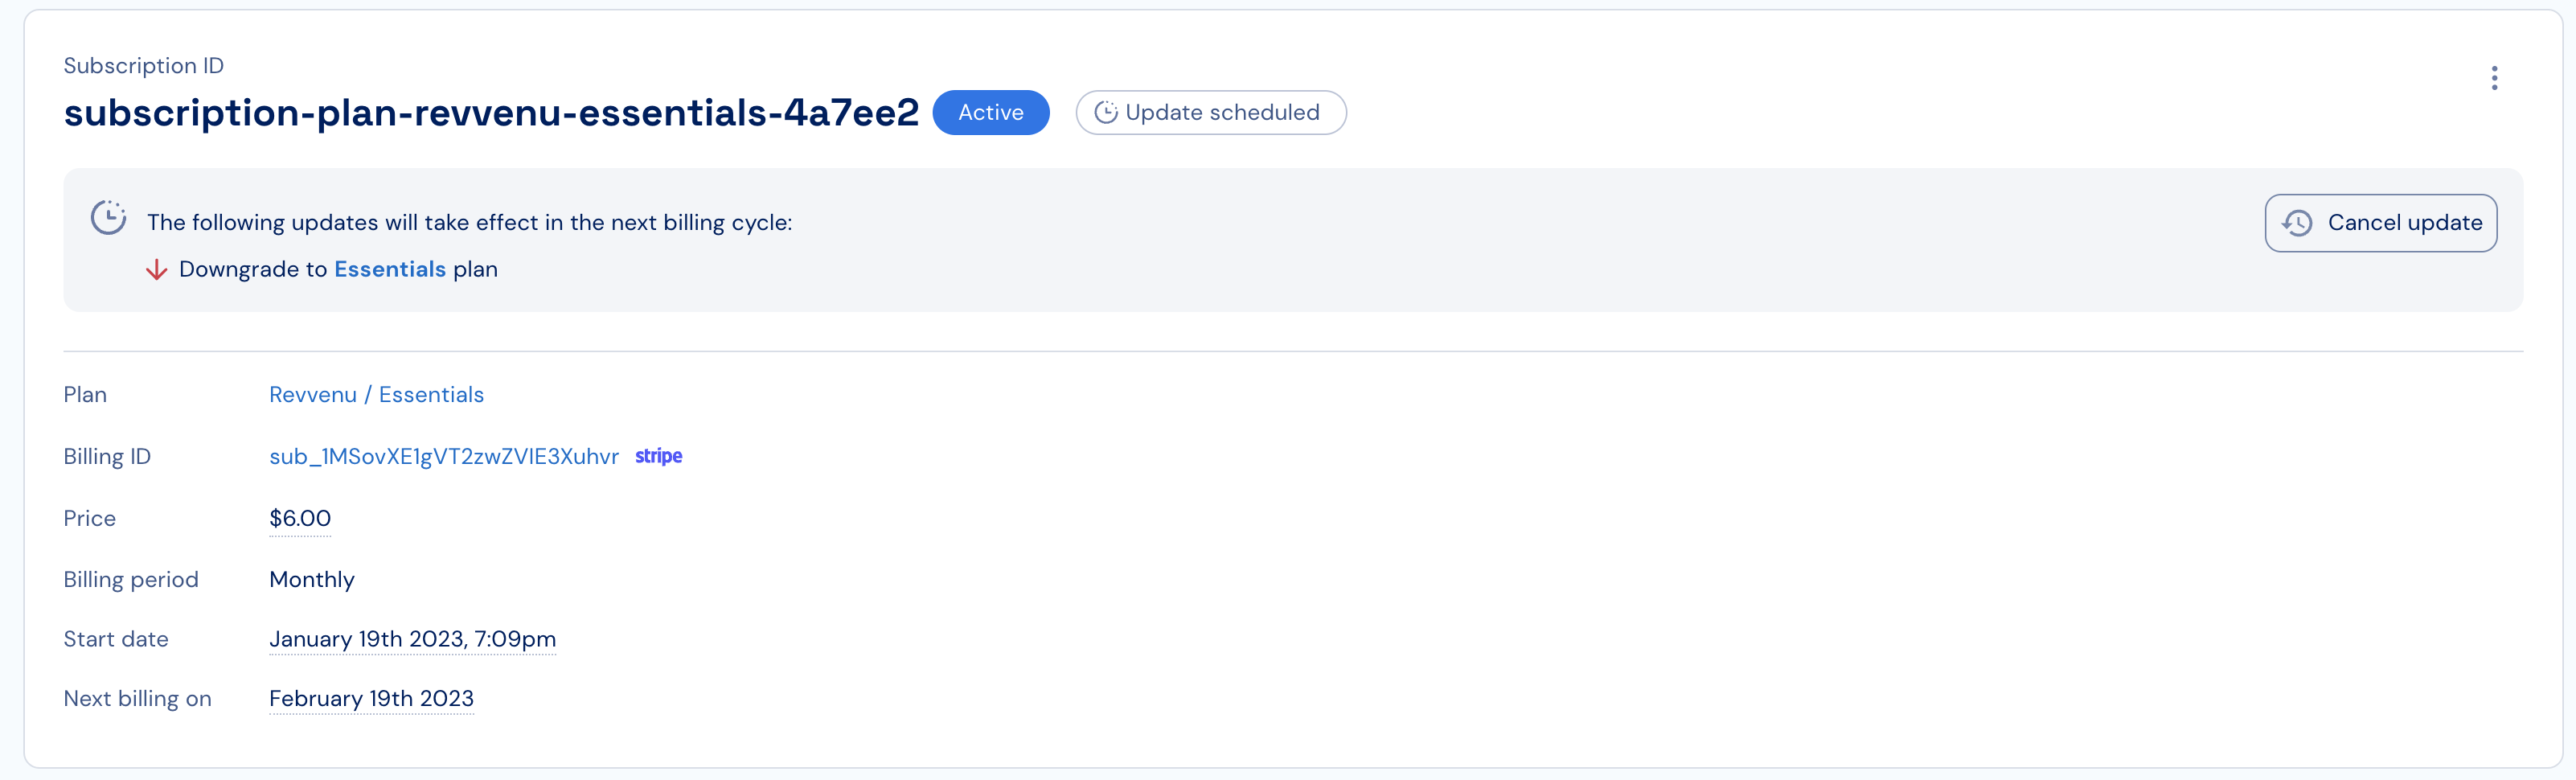 Subscription ID
subscription-plan-revvenu-essentials-4a7ee2 Active Update scheduled
The following updates will take effect in the next billing cycle: Cancel update
Downgrade to Essentials plan
Plan Revvenu / Essentials
Billing ID sub_1MSovXE1gVT2zwZVIE3Xuhvr stripe
Price $6.00
Billing period Monthly
Start date January 19th 2023, 7:09pm
Next billing on February 19th 2023